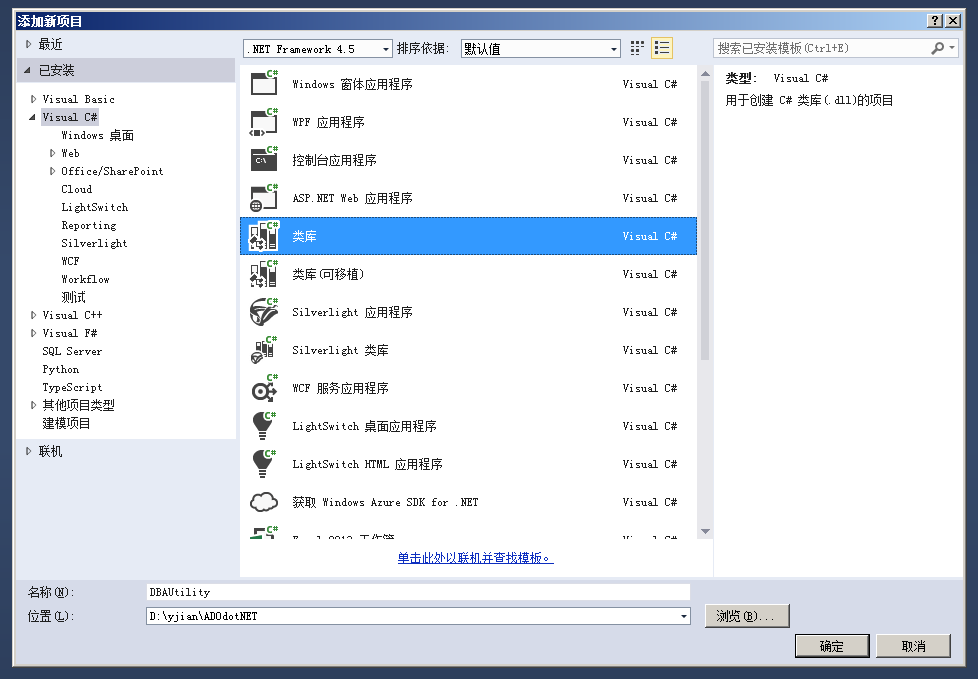 添加新项目
最近
已安装
Visual Basic
Visual C#
Windows 桌面
Web
Office/SharePoint
Cloud
LightSwitch
Reporting
Silverlight
WCF
Workflow
测试
Visual C++
Visual F#
SQL Server
Python
TypeScript
其他项目类型
建模项目
联机
.NET Framework 4.5 排序依据: 默认值
Windows 窗体应用程序 Visual C#
WPF 应用程序 Visual C#
控制台应用程序 Visual C#
ASP.NET Web 应用程序 Visual C#
类库 Visual C#
类库(可移植) Visual C#
Silverlight 应用程序 Visual C#
Silverlight 类库 Visual C#
WCF 服务应用程序 Visual C#
LightSwitch 桌面应用程序 Visual C#
LightSwitch HTML 应用程序 Visual C#
获取 Windows Azure SDK for .NET Visual C#
单击此处以联机并查找模板。
搜索已安装模板(Ctrl+E)
类型: Visual C#
用于创建 C# 类库(.dll)的项目
名称(N): DBAUtility
位置(L): D:\yjian\ADOdotNET 浏览(B)...
确定 取消